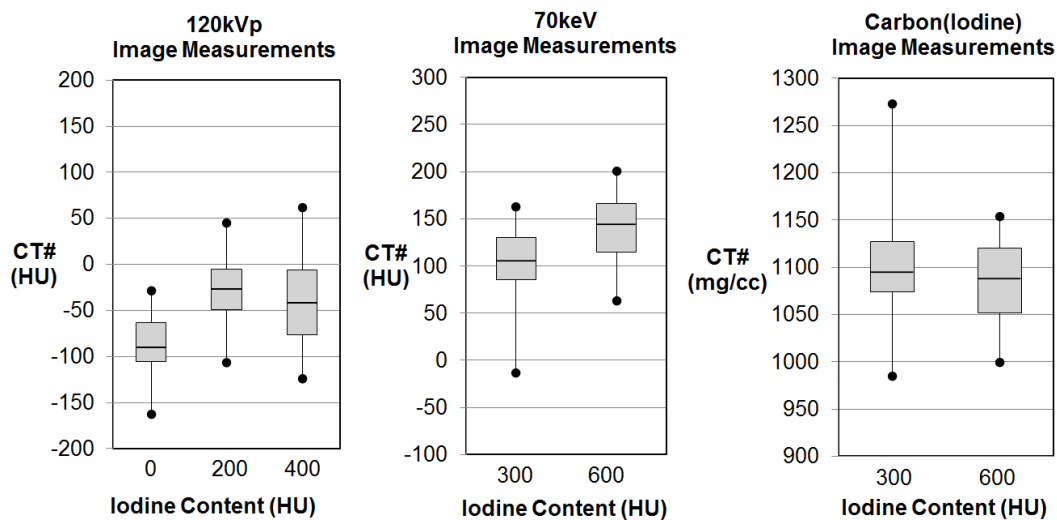 120kVp
Image Measurements
200
150
100
50
0
-50
-100
-150
-200
CT#
(HU)
0 200 400
Iodine Content (HU)
70keV
Image Measurements
300
250
200
150
100
50
0
-50
-100
CT#
(HU)
300 600
Iodine Content (HU)
Carbon(Iodine)
Image Measurements
1300
1250
1200
1150
1100
1050
1000
950
900
CT#
(mg/cc)
300 600
Iodine Content (HU)